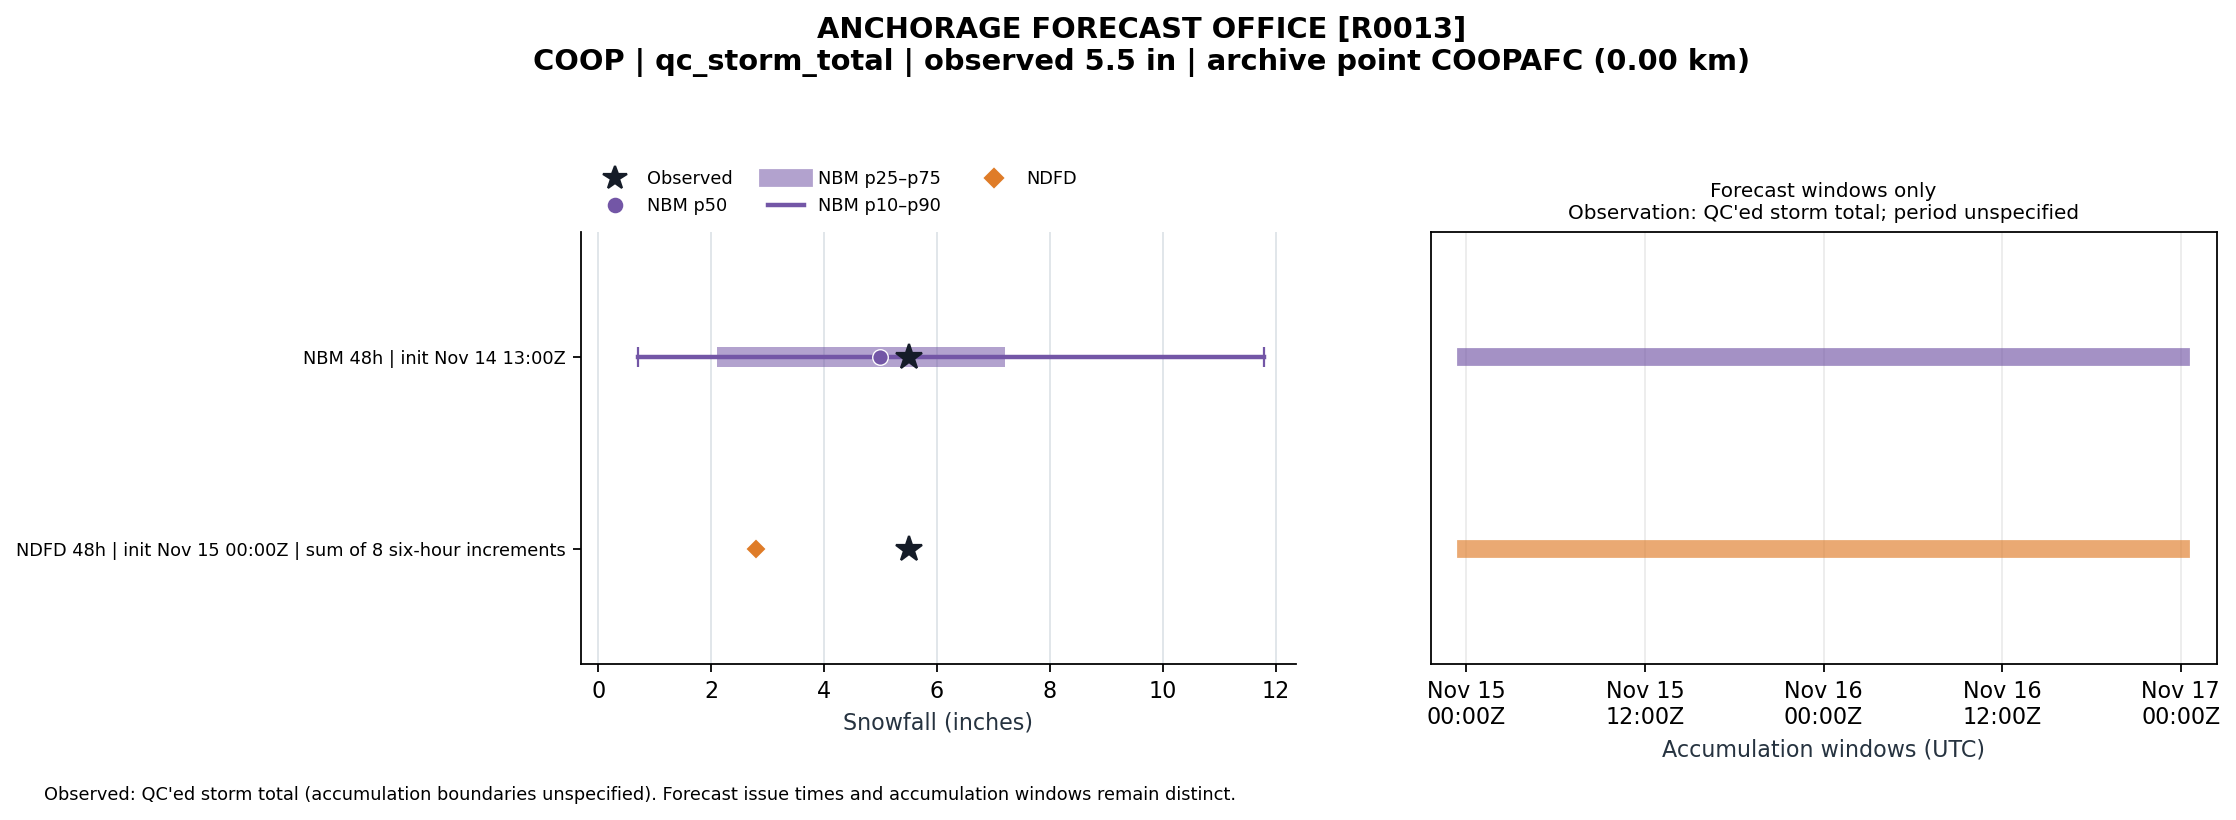 ANCHORAGE FORECAST OFFICE [R0013]
COOP | qc_storm_total | observed 5.5 in | archive point COOPAFC (0.00 km)
Observed
NBM p50
NBM p25–p75
NBM p10–p90
NDFD
NBM 48h | init Nov 14 13:00Z
NDFD 48h | init Nov 15 00:00Z | sum of 8 six-hour increments
0 2 4 6 8 10 12
Snowfall (inches)
Forecast windows only
Observation: QC'ed storm total; period unspecified
Nov 15 Nov 15 Nov 16 Nov 16 Nov 17
00:00Z 12:00Z 00:00Z 12:00Z 00:00Z
Accumulation windows (UTC)
Observed: QC'ed storm total (accumulation boundaries unspecified). Forecast issue times and accumulation windows remain distinct.